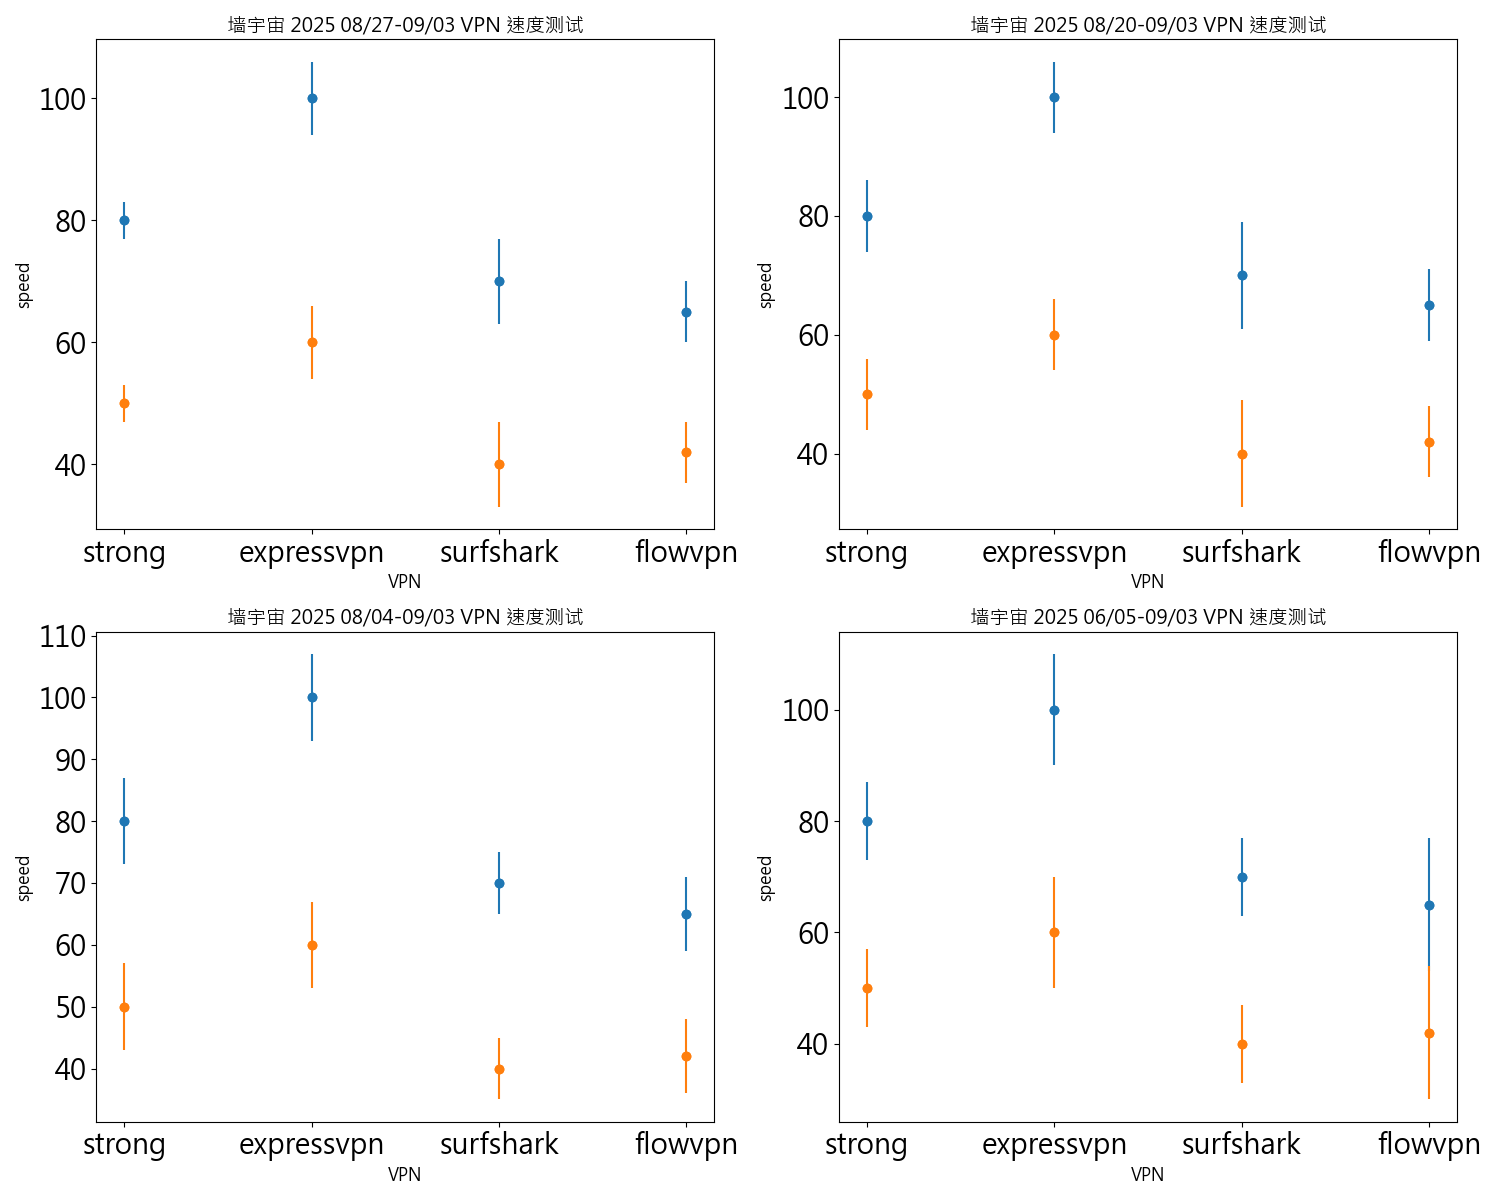 墙宇宙 2025 08/27-09/03 VPN 速度测试
100
80
60
40
speed
strong expressvpn surfshark flowvpn
VPN
墙宇宙 2025 08/20-09/03 VPN 速度测试
100
80
60
40
speed
strong expressvpn surfshark flowvpn
VPN
墙宇宙 2025 08/04-09/03 VPN 速度测试
110
100
90
80
70
60
50
40
speed
strong expressvpn surfshark flowvpn
VPN
墙宇宙 2025 06/05-09/03 VPN 速度测试
100
80
60
40
speed
strong expressvpn surfshark flowvpn
VPN